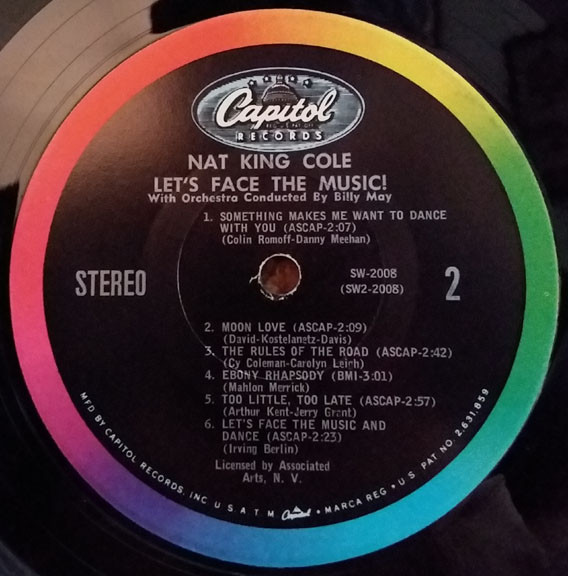 Capitol
RECORDS
NAT KING COLE
LET'S FACE THE MUSIC!
With Orchestra Conducted By Billy May
1. SOMETHING MAKES ME WANT TO DANCE
WITH YOU (ASCAP-2:07)
(Colin Romoff-Danny Meehan)
STEREO
SW-2008
(SW2-2008)
2
2. MOON LOVE (ASCAP-2:09)
(David-Kostelanetz-Davis)
3. THE RULES OF THE ROAD (ASCAP-2:42)
(Cy Coleman-Carolyn Leigh)
4. EBONY RHAPSODY (BMI-3:01)
(Mahlon Merrick)
5. TOO LITTLE, TOO LATE (ASCAP-2:57)
(Arthur Kent-Jerry Grant)
6. LET'S FACE THE MUSIC AND
DANCE (ASCAP-2:23)
(Irving Berlin)
Licensed by Associated
Arts, N. V.
MFD BY CAPITOL RECORDS, INC U S A T M Capitol • MARCA REG • U S PAT NO 2,631,859